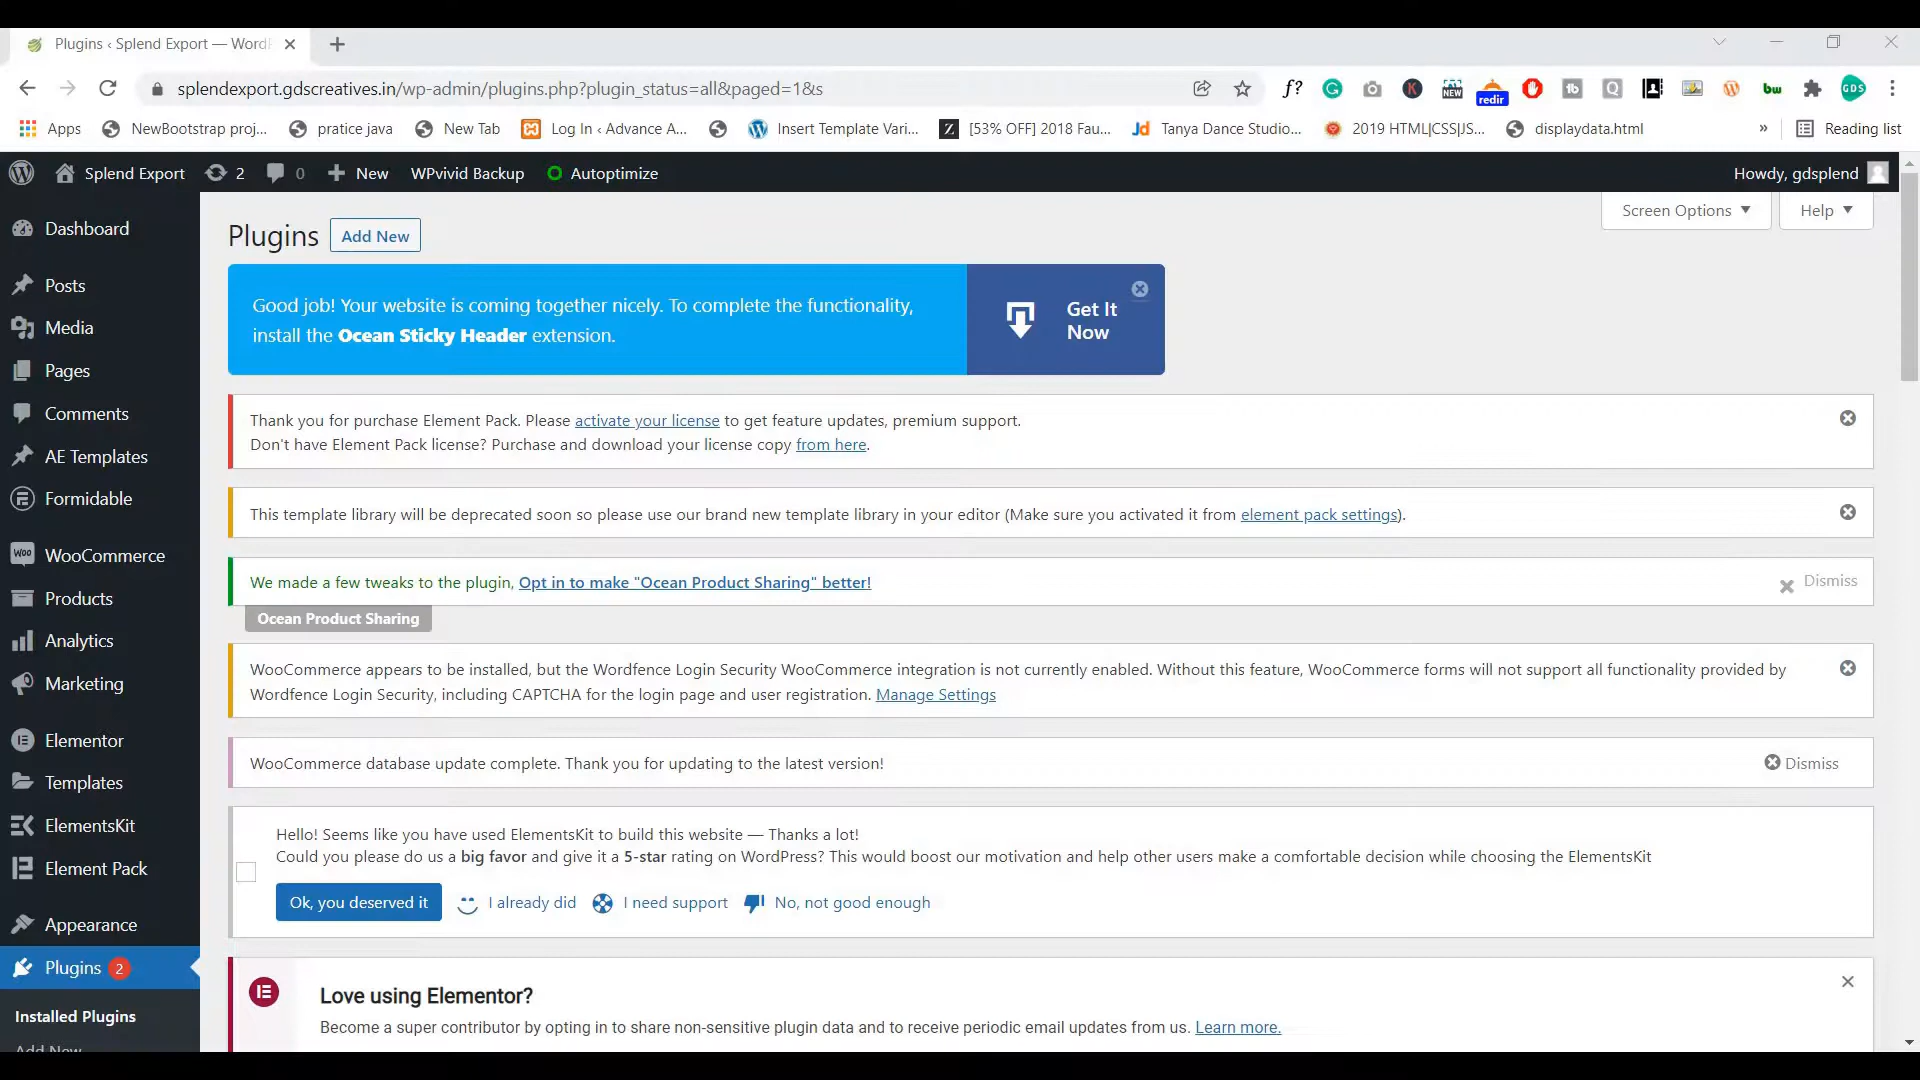 Plugins ‹ Splend Export — WordP
splendexport.gdscreatives.in/wp-admin/plugins.php?plugin_status=all&paged=1&s
f?
NEW
redir
tb
Q
bw
GDS
Apps
NewBootstrap proj...
pratice java
New Tab
Log In ‹ Advance A...
Insert Template Vari...
[53% OFF] 2018 Fau...
Jd Tanya Dance Studio...
2019 HTML|CSS|JS...
displaydata.html
»
Reading list
Splend Export
2
0
New
WPvivid Backup
Autoptimize
Howdy, gdsplend
Dashboard
Posts
Media
Pages
Comments
AE Templates
Formidable
WooCommerce
Products
Analytics
Marketing
Elementor
Templates
ElementsKit
Element Pack
Appearance
Plugins 2
Installed Plugins
Add New
Screen Options
Help
Plugins
Add New
Good job! Your website is coming together nicely. To complete the functionality,
install the Ocean Sticky Header extension.
Get It
Now
Thank you for purchase Element Pack. Please activate your license to get feature updates, premium support.
Don't have Element Pack license? Purchase and download your license copy from here.
This template library will be deprecated soon so please use our brand new template library in your editor (Make sure you activated it from element pack settings).
We made a few tweaks to the plugin, Opt in to make "Ocean Product Sharing" better!
Dismiss
Ocean Product Sharing
WooCommerce appears to be installed, but the Wordfence Login Security WooCommerce integration is not currently enabled. Without this feature, WooCommerce forms will not support all functionality provided by
Wordfence Login Security, including CAPTCHA for the login page and user registration. Manage Settings
WooCommerce database update complete. Thank you for updating to the latest version!
Dismiss
Hello! Seems like you have used ElementsKit to build this website — Thanks a lot!
Could you please do us a big favor and give it a 5-star rating on WordPress? This would boost our motivation and help other users make a comfortable decision while choosing the ElementsKit
Ok, you deserved it
I already did
I need support
No, not good enough
Love using Elementor?
Become a super contributor by opting in to share non-sensitive plugin data and to receive periodic email updates from us. Learn more.